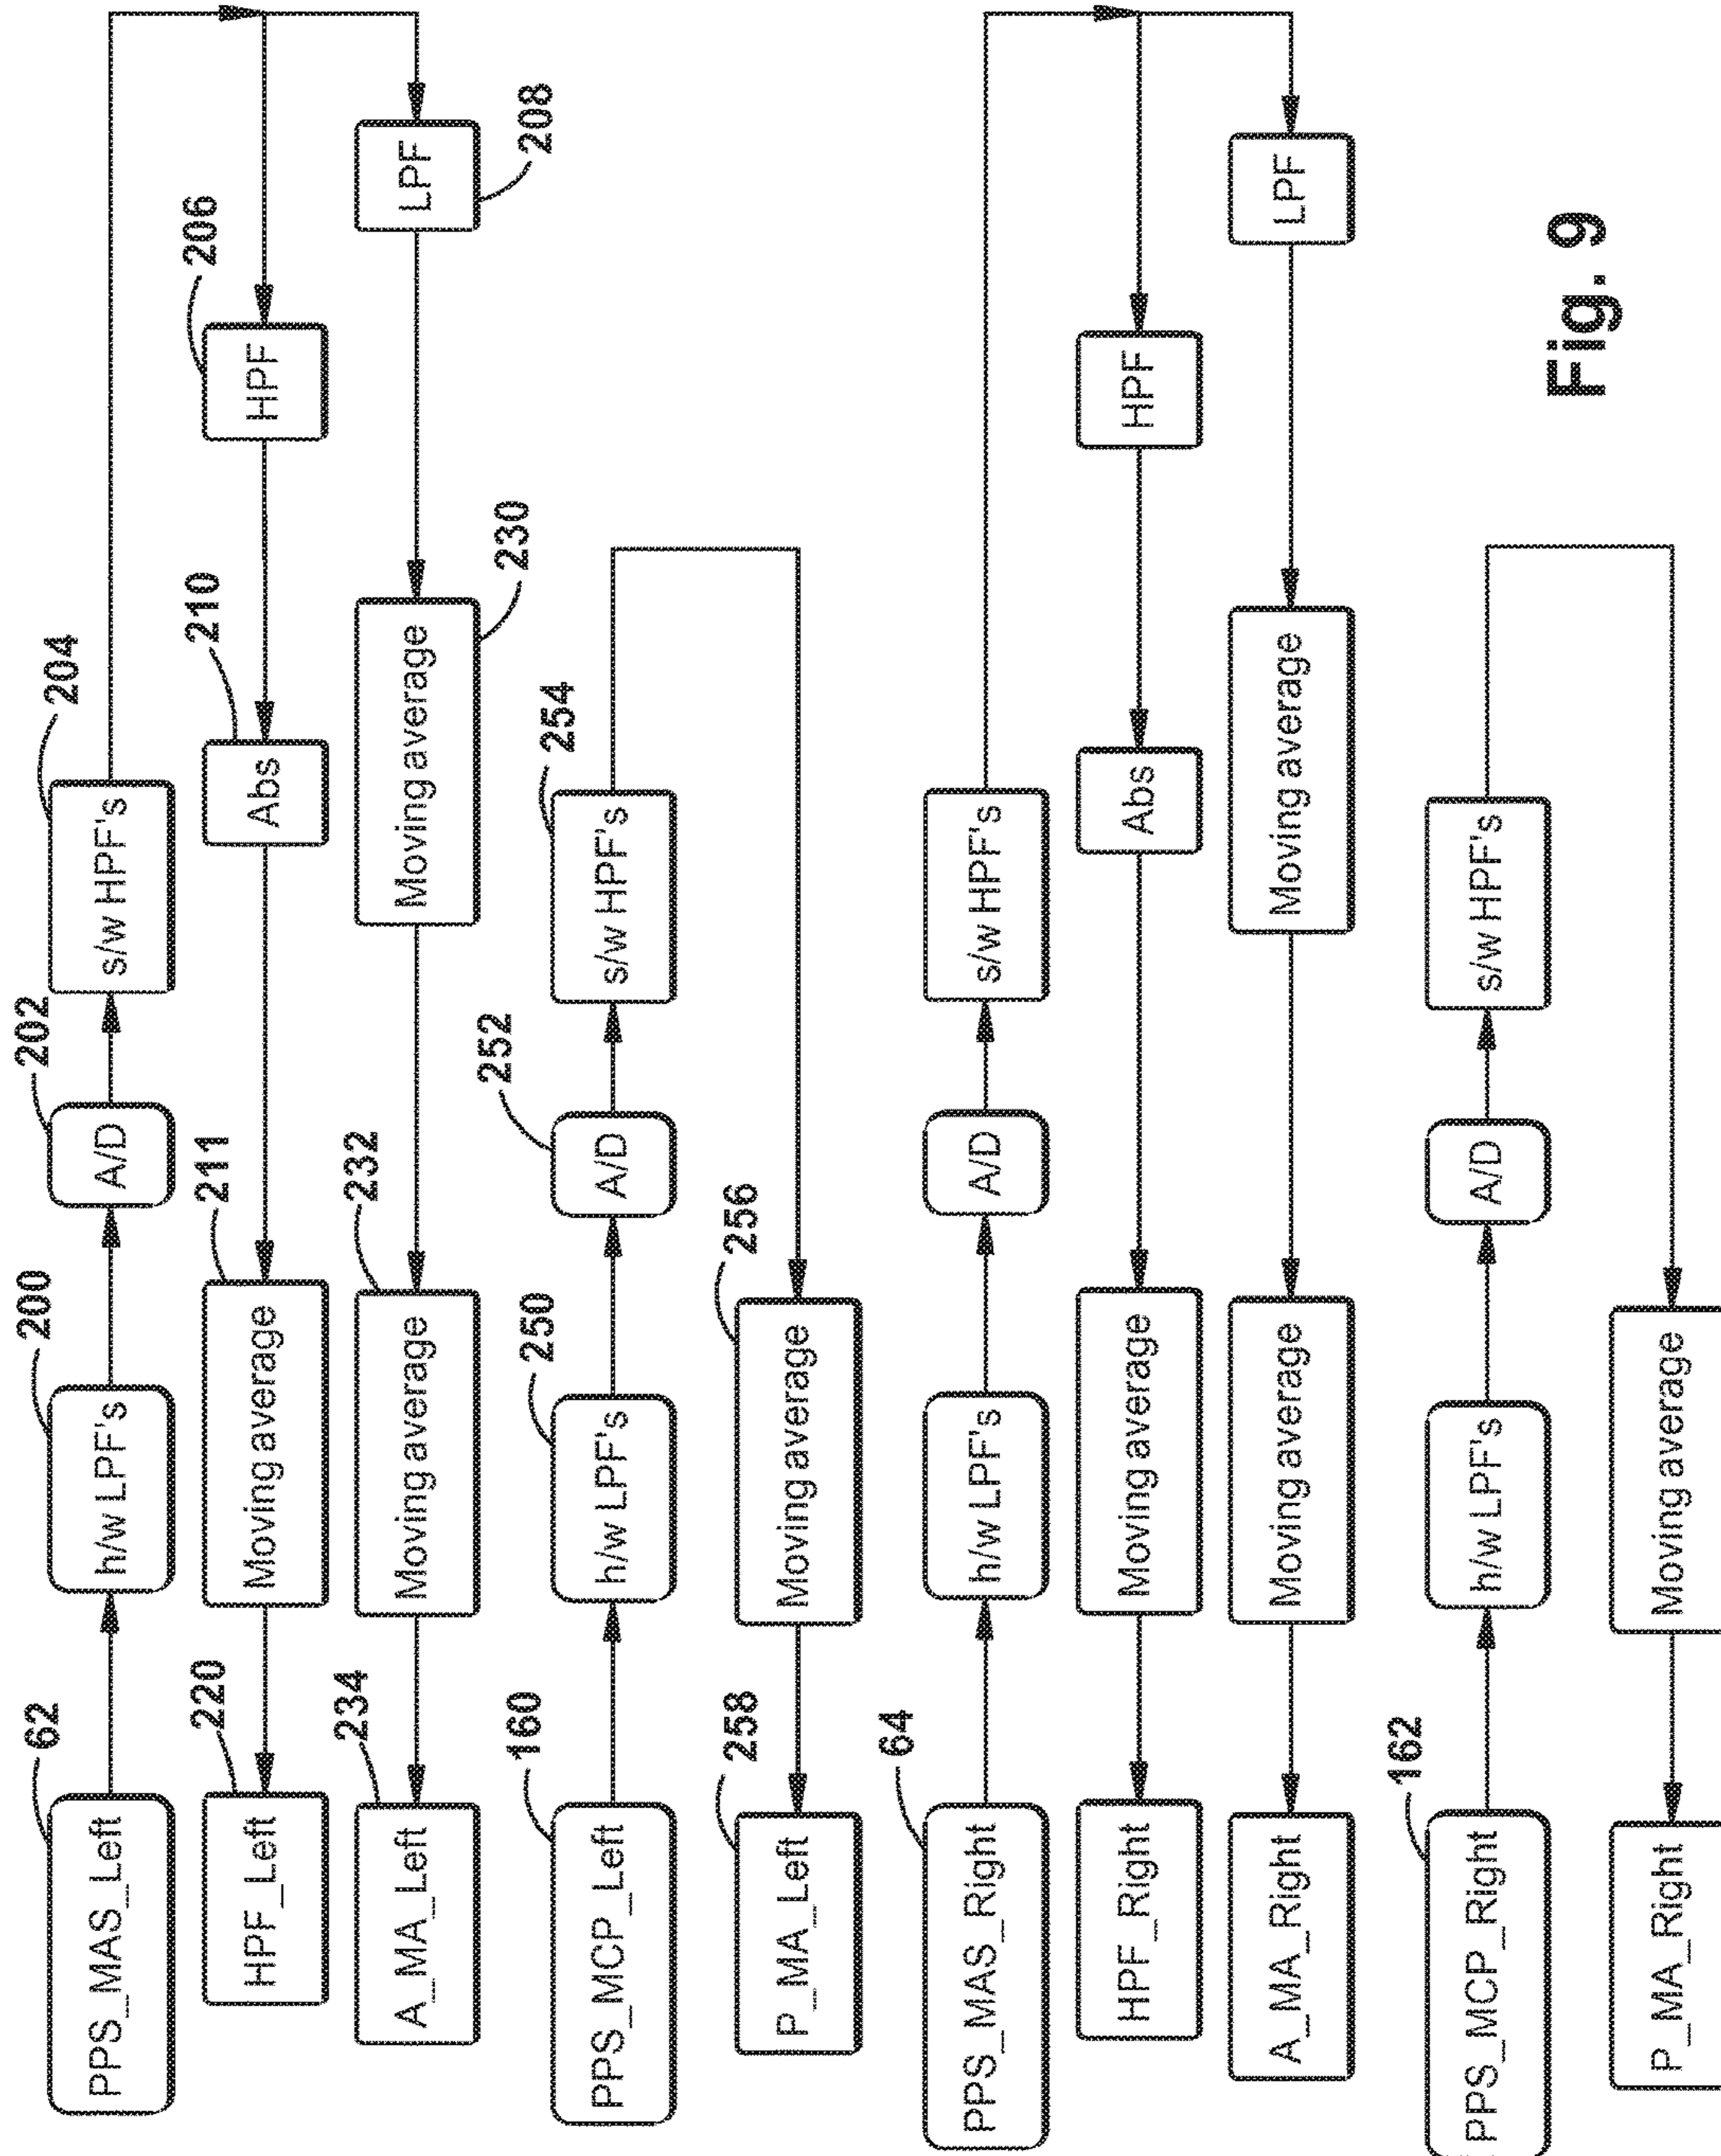 62
200
202
204
PPS_MAS_Left
h/w LPF's
A/D
s/w HPF's
220
211
210
206
HPF_Left
Moving average
Abs
HPF
234
232
230
208
A_MA_Left
Moving average
Moving average
LPF
160
250
252
254
PPS_MCP_Left
h/w LPF's
A/D
s/w HPF's
258
256
P_MA_Left
Moving average
64
PPS_MAS_Right
h/w LPF's
A/D
s/w HPF's
HPF_Right
Moving average
Abs
HPF
A_MA_Right
Moving average
Moving average
LPF
162
PPS_MCP_Right
h/w LPF's
A/D
s/w HPF's
P_MA_Right
Moving average
Fig. 9